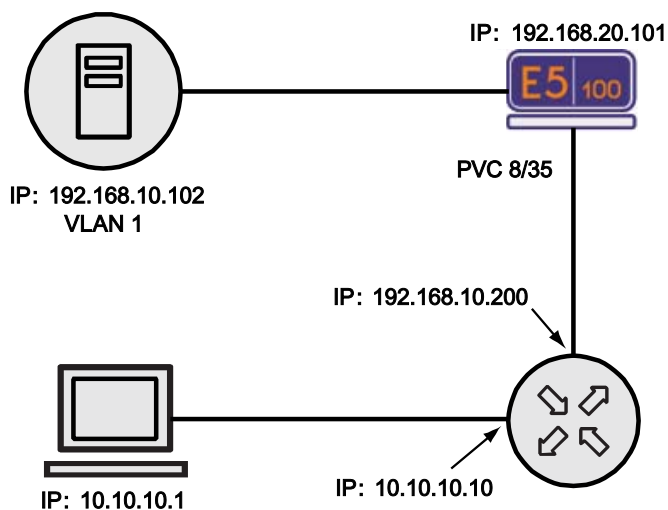 IP: 192.168.20.101
E5 100
IP: 192.168.10.102
VLAN 1
PVC 8/35
IP: 192.168.10.200
IP: 10.10.10.1
IP: 10.10.10.10